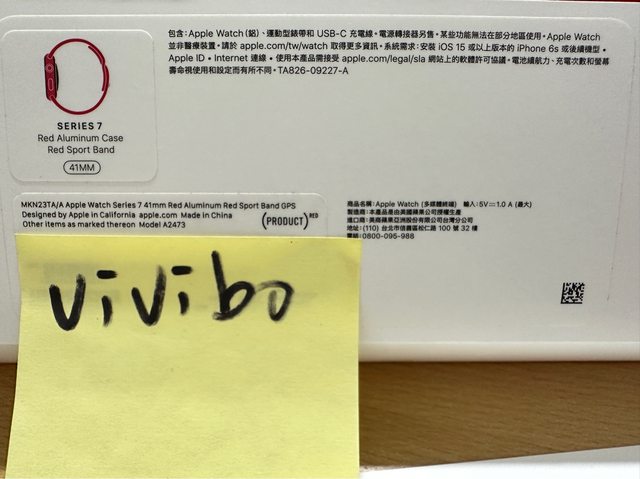 包含:Apple Watch(鋁)、運動型錶帶和 USB-C 充電線。電源轉接器另售。某些功能無法在部分地區使用。Apple Watch
並非醫療裝置。請於 apple.com/tw/watch 取得更多資訊。系統需求:安裝 iOS 15 或以上版本的 iPhone 6s 或後續機型・
Apple ID・Internet 連線・使用本產品需接受 apple.com/legal/sla 網站上的軟體許可協議。電池續航力、充電次數和螢幕
壽命視使用和設定而有所不同。TA826-09227-A
SERIES 7
Red Aluminum Case
Red Sport Band
41MM
MKN23TA/A Apple Watch Series 7 41mm Red Aluminum Red Sport Band GPS
Designed by Apple in California apple.com Made in China
Other items as marked thereon Model A2473
(PRODUCT)RED
商品名稱:Apple Watch (多媒體終端) 輸入:5V⎓1.0 A (最大)
製造商:本產品是由美國蘋果公司授權生產
進口商:美商蘋果亞洲股份有限公司台灣分公司
地址:(110) 台北市信義區松仁路 100 號 32 樓
電話:0800-095-988
vivibo